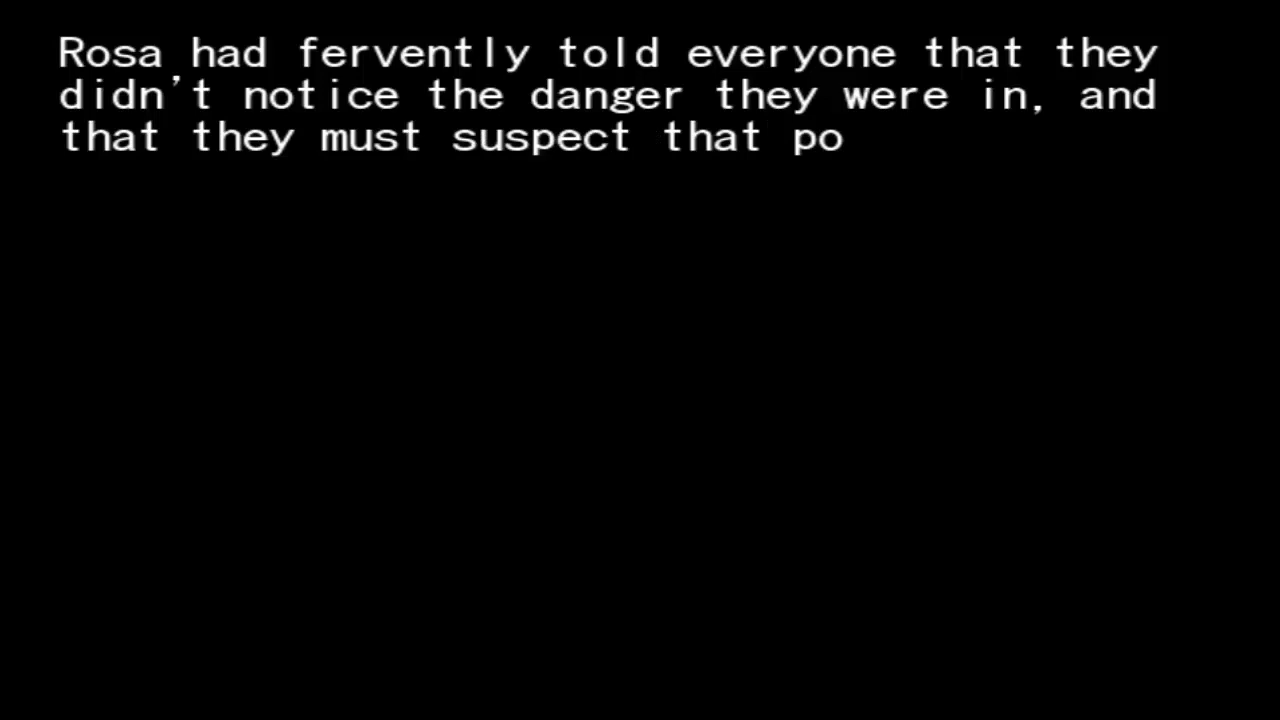 Rosa had fervently told everyone that they
didn't notice the danger they were in, and
that they must suspect that po